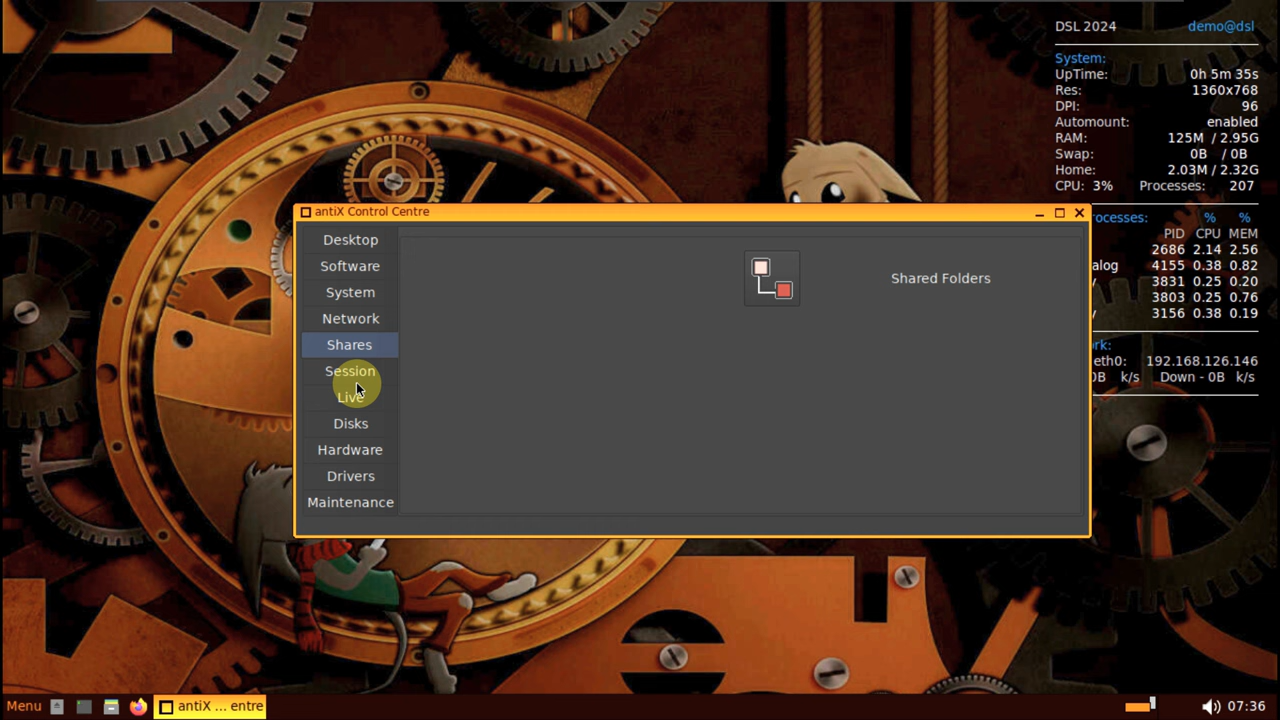 DSL 2024 demo@dsl
System:
UpTime: 0h 5m 35s
Res: 1360x768
DPI: 96
Automount: enabled
RAM: 125M / 2.95G
Swap: 0B / 0B
Home: 2.03M / 2.32G
CPU: 3% Processes: 207
antiX Control Centre
rocesses: % %
PID CPU MEM
2686 2.14 2.56
alog 4155 0.38 0.82
3831 0.25 0.20
3803 0.25 0.76
y 3156 0.38 0.19
rk:
eth0: 192.168.126.146
0B k/s Down - 0B k/s
Desktop
Software
System
Network
Shares
Session
Live
Disks
Hardware
Drivers
Maintenance
Shared Folders
Menu
antiX ... entre
07:36